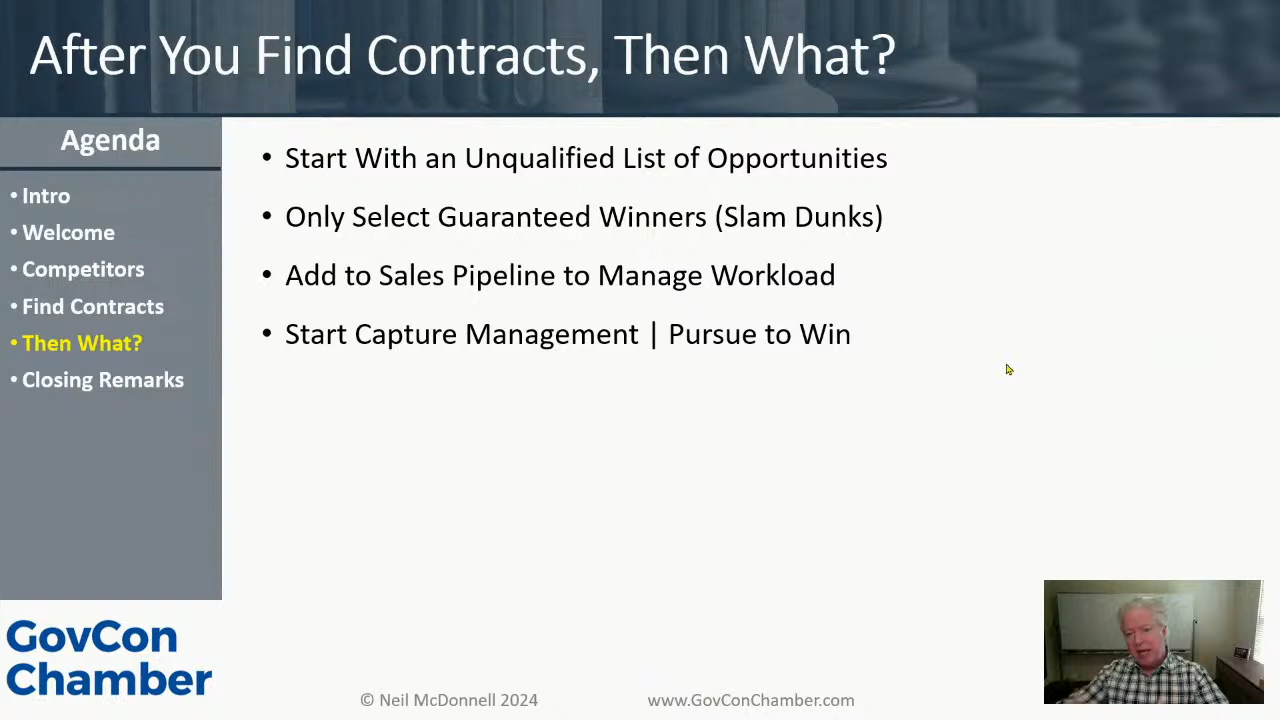 After You Find Contracts, Then What?
Agenda
• Intro
• Welcome
• Competitors
• Find Contracts
• Then What?
• Closing Remarks
• Start With an Unqualified List of Opportunities
• Only Select Guaranteed Winners (Slam Dunks)
• Add to Sales Pipeline to Manage Workload
• Start Capture Management | Pursue to Win
GovCon
Chamber
© Neil McDonnell 2024 www.GovConChamber.com